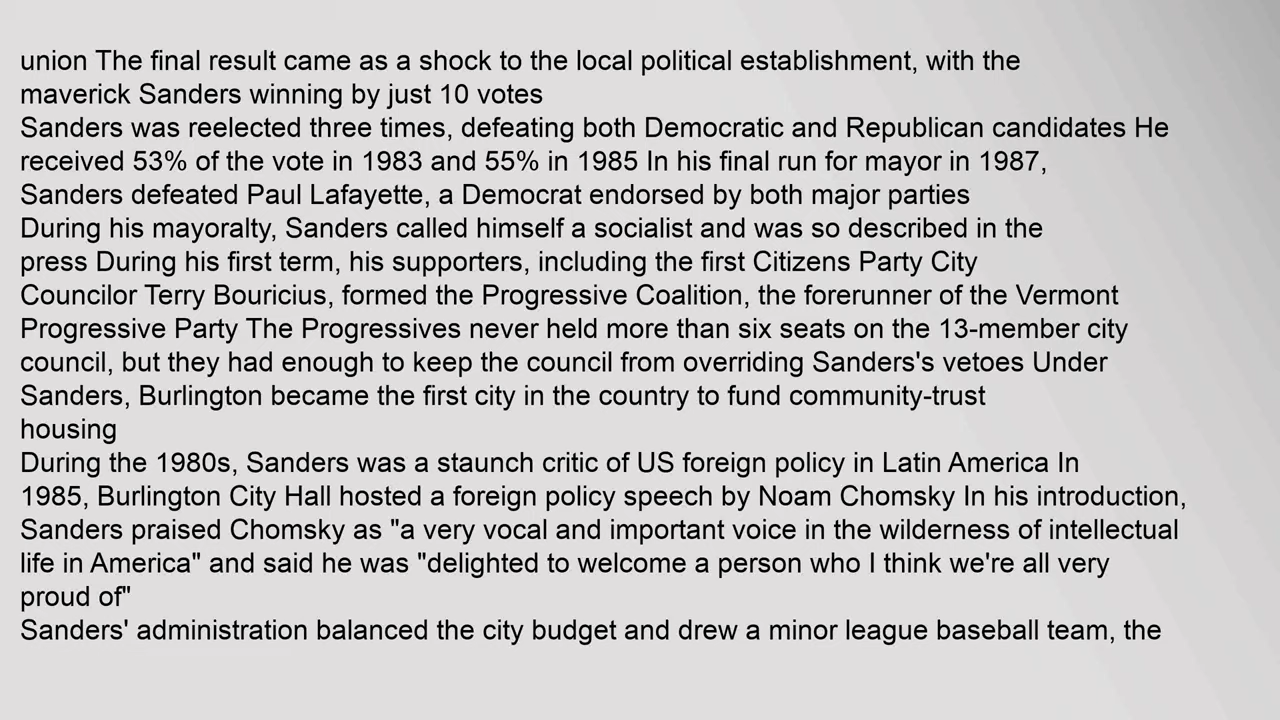 union The final result came as a shock to the local political establishment, with the
maverick Sanders winning by just 10 votes
Sanders was reelected three times, defeating both Democratic and Republican candidates He
received 53% of the vote in 1983 and 55% in 1985 In his final run for mayor in 1987,
Sanders defeated Paul Lafayette, a Democrat endorsed by both major parties
During his mayoralty, Sanders called himself a socialist and was so described in the
press During his first term, his supporters, including the first Citizens Party City
Councilor Terry Bouricius, formed the Progressive Coalition, the forerunner of the Vermont
Progressive Party The Progressives never held more than six seats on the 13-member city
council, but they had enough to keep the council from overriding Sanders's vetoes Under
Sanders, Burlington became the first city in the country to fund community-trust
housing
During the 1980s, Sanders was a staunch critic of US foreign policy in Latin America In
1985, Burlington City Hall hosted a foreign policy speech by Noam Chomsky In his introduction,
Sanders praised Chomsky as "a very vocal and important voice in the wilderness of intellectual
life in America" and said he was "delighted to welcome a person who I think we're all very
proud of"
Sanders' administration balanced the city budget and drew a minor league baseball team, the